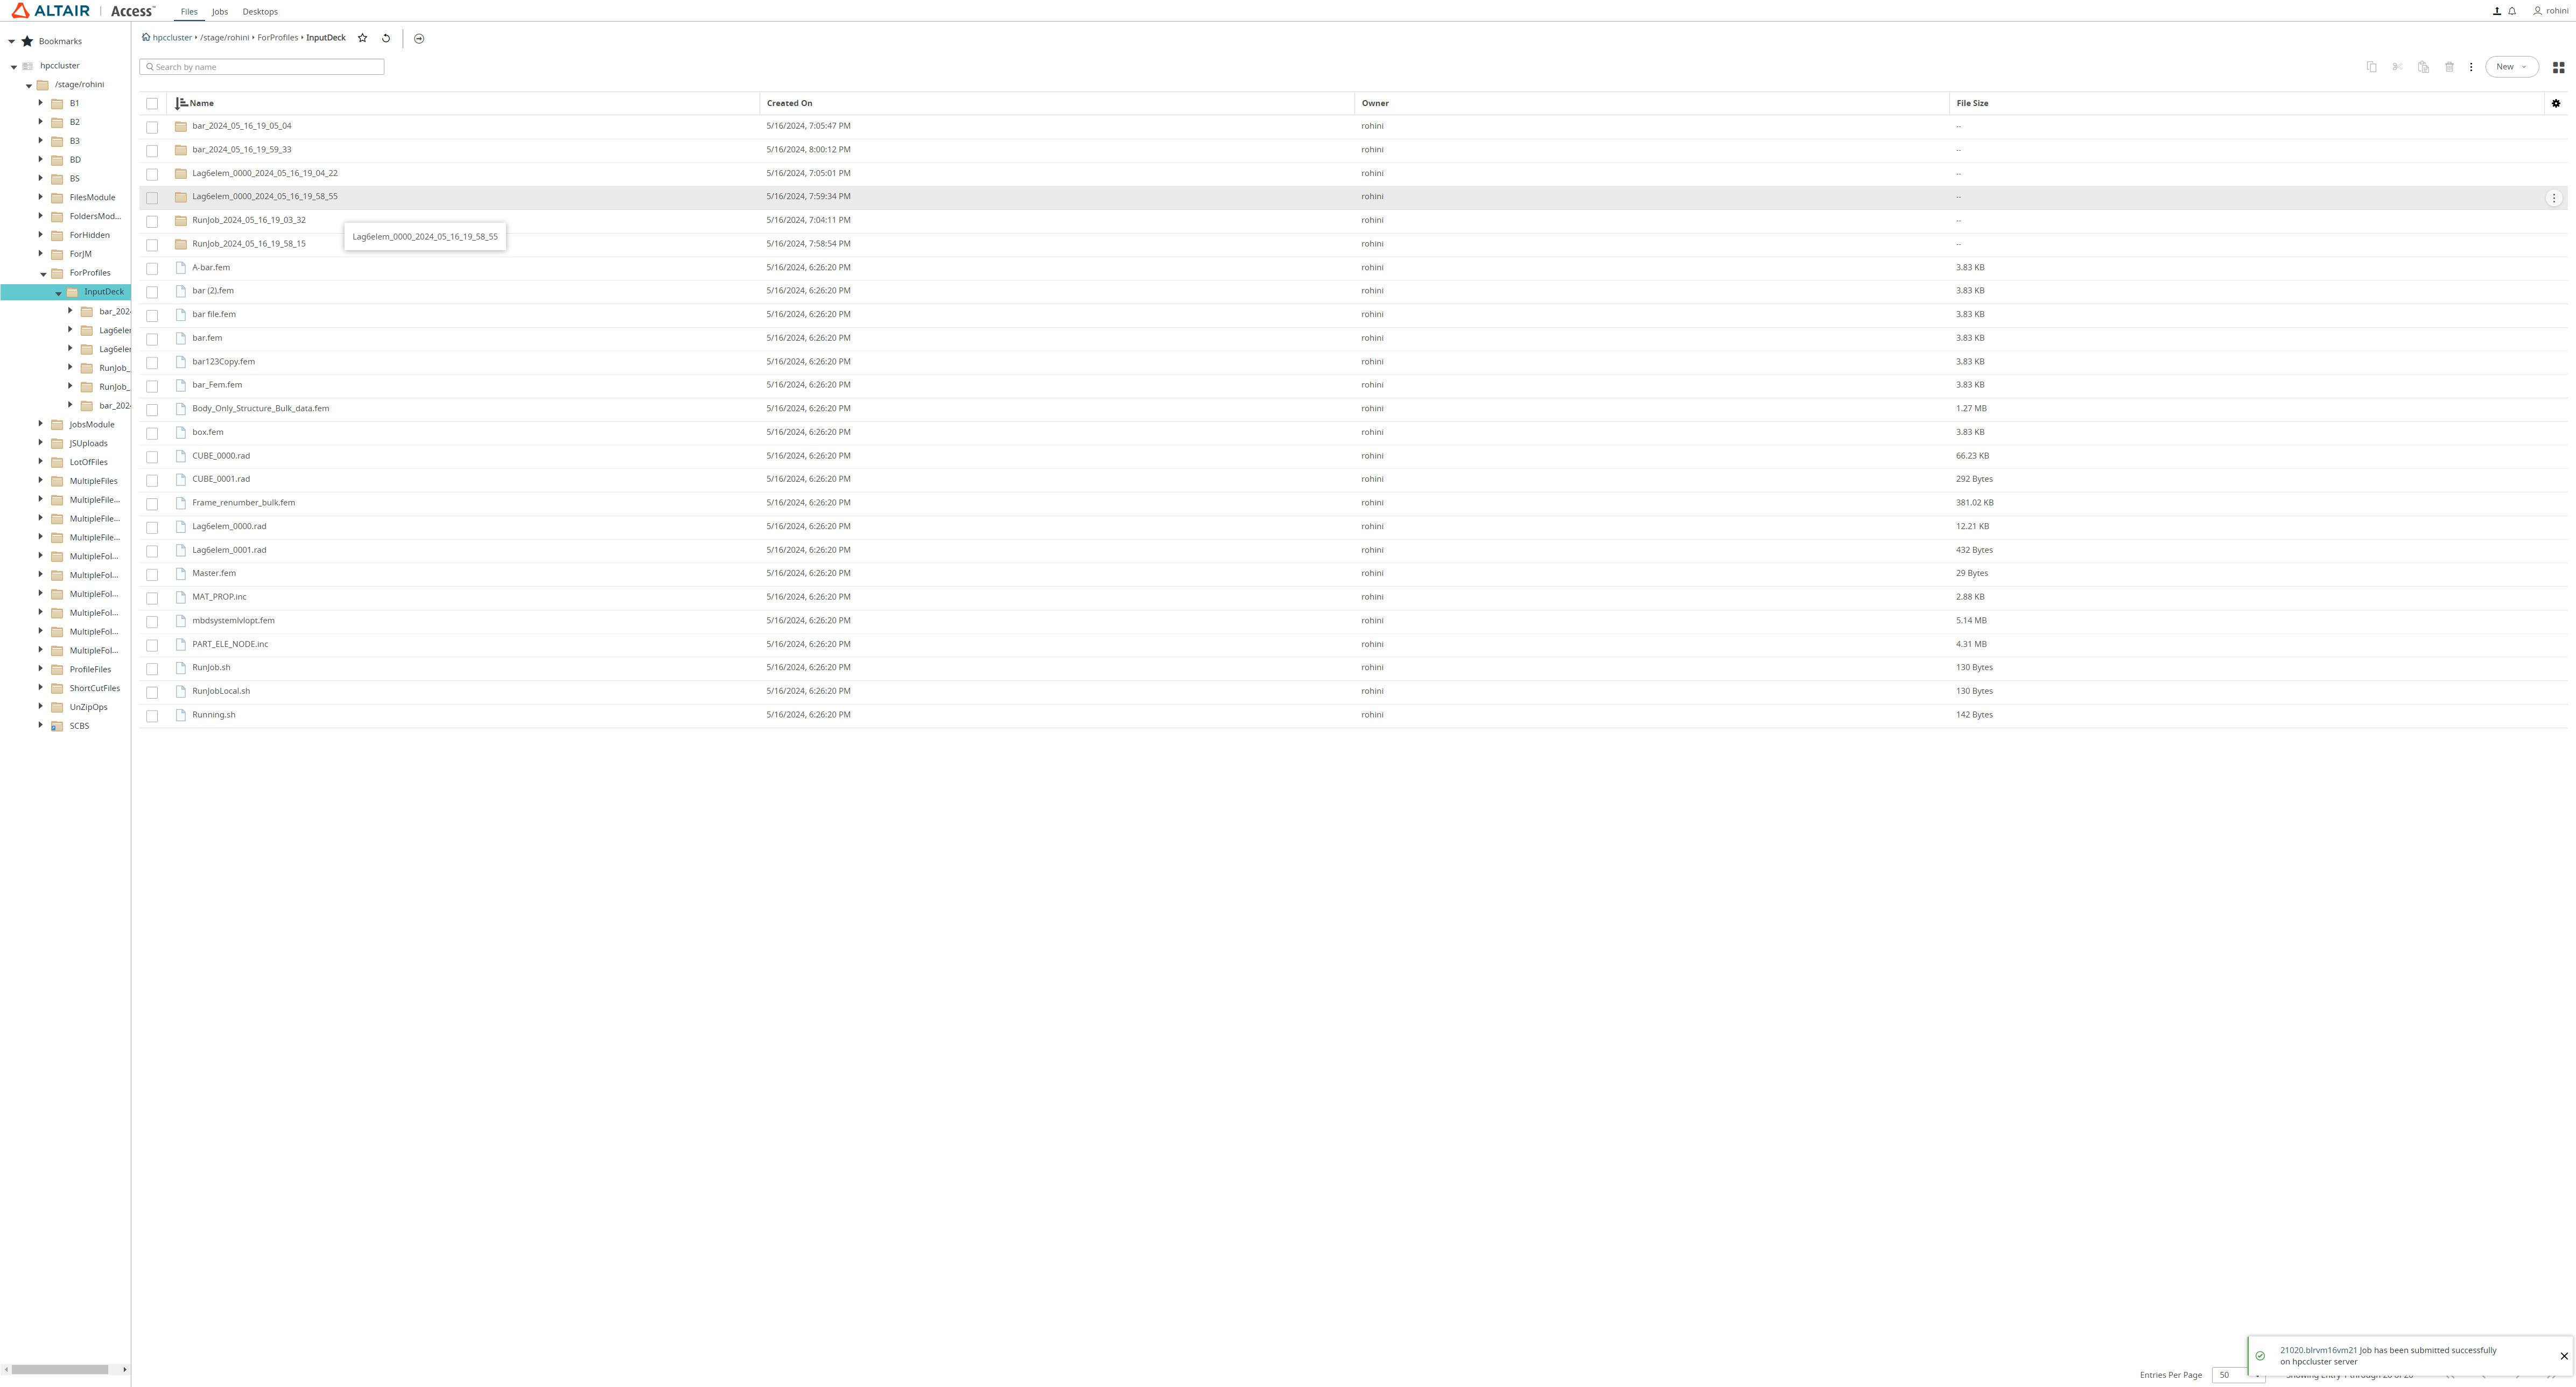 ALTAIR | Access™ Files Jobs Desktops rohini
Bookmarks
hpccluster
/stage/rohini
B1
B2
B3
BD
BS
FilesModule
FoldersMod...
ForHidden
ForJM
ForProfiles
InputDeck
bar_202
Lag6eler
Lag6eler
RunJob_
RunJob_
bar_202
JobsModule
JSUploads
LotOfFiles
MultipleFiles
MultipleFile...
MultipleFile...
MultipleFile...
MultipleFol...
MultipleFol...
MultipleFol...
MultipleFol...
MultipleFol...
MultipleFol...
ProfileFiles
ShortCutFiles
UnZipOps
SCBS
hpccluster /stage/rohini ForProfiles InputDeck
Search by name New
Name Created On Owner File Size
bar_2024_05_16_19_05_04 5/16/2024, 7:05:47 PM rohini --
bar_2024_05_16_19_59_33 5/16/2024, 8:00:12 PM rohini --
Lag6elem_0000_2024_05_16_19_04_22 5/16/2024, 7:05:01 PM rohini --
Lag6elem_0000_2024_05_16_19_58_55 5/16/2024, 7:59:34 PM rohini --
RunJob_2024_05_16_19_03_32 5/16/2024, 7:04:11 PM rohini --
Lag6elem_0000_2024_05_16_19_58_55
RunJob_2024_05_16_19_58_15 5/16/2024, 7:58:54 PM rohini --
A-bar.fem 5/16/2024, 6:26:20 PM rohini 3.83 KB
bar (2).fem 5/16/2024, 6:26:20 PM rohini 3.83 KB
bar file.fem 5/16/2024, 6:26:20 PM rohini 3.83 KB
bar.fem 5/16/2024, 6:26:20 PM rohini 3.83 KB
bar123Copy.fem 5/16/2024, 6:26:20 PM rohini 3.83 KB
bar_Fem.fem 5/16/2024, 6:26:20 PM rohini 3.83 KB
Body_Only_Structure_Bulk_data.fem 5/16/2024, 6:26:20 PM rohini 1.27 MB
box.fem 5/16/2024, 6:26:20 PM rohini 3.83 KB
CUBE_0000.rad 5/16/2024, 6:26:20 PM rohini 66.23 KB
CUBE_0001.rad 5/16/2024, 6:26:20 PM rohini 292 Bytes
Frame_renumber_bulk.fem 5/16/2024, 6:26:20 PM rohini 381.02 KB
Lag6elem_0000.rad 5/16/2024, 6:26:20 PM rohini 12.21 KB
Lag6elem_0001.rad 5/16/2024, 6:26:20 PM rohini 432 Bytes
Master.fem 5/16/2024, 6:26:20 PM rohini 29 Bytes
MAT_PROP.inc 5/16/2024, 6:26:20 PM rohini 2.88 KB
mbdsystemlvlopt.fem 5/16/2024, 6:26:20 PM rohini 5.14 MB
PART_ELE_NODE.inc 5/16/2024, 6:26:20 PM rohini 4.31 MB
RunJob.sh 5/16/2024, 6:26:20 PM rohini 130 Bytes
RunJobLocal.sh 5/16/2024, 6:26:20 PM rohini 130 Bytes
Running.sh 5/16/2024, 6:26:20 PM rohini 142 Bytes
21020.blrvm16vm21 Job has been submitted successfully
on hpccluster server
Entries Per Page 50